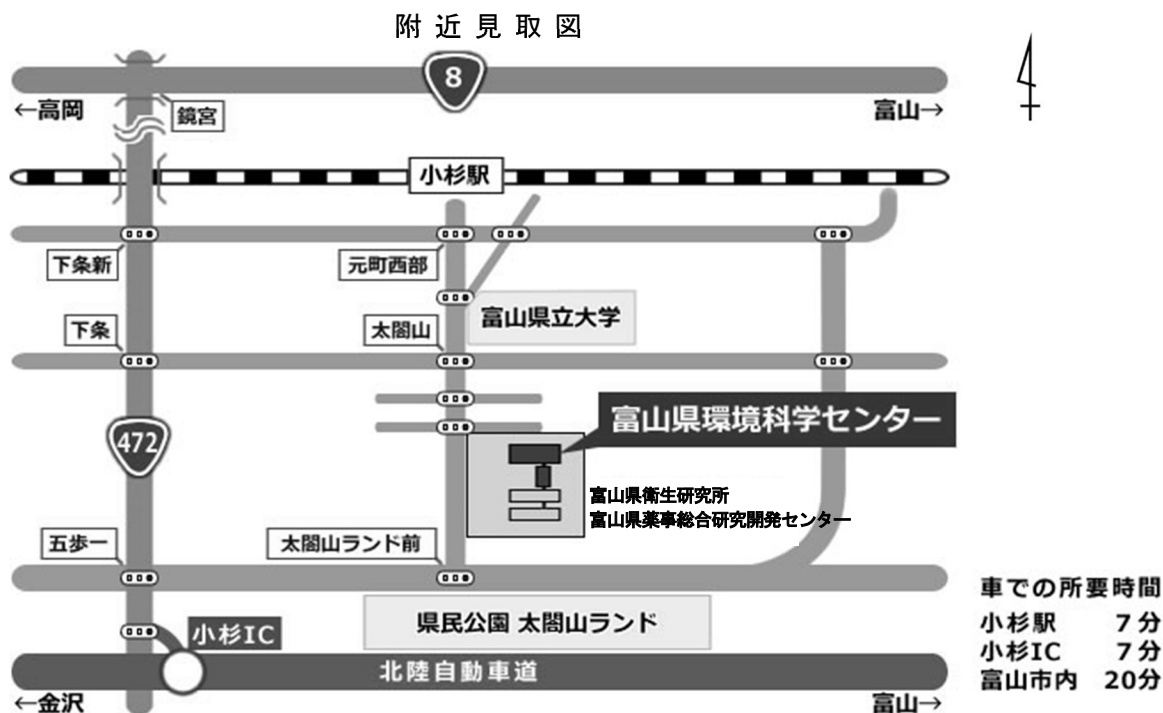 附近見取図
8
←高岡
富山→
鏡宮
小杉駅
下条新
元町西部
富山県立大学
下条
太閤山
富山県環境科学センター
472
富山県衛生研究所
富山県薬事総合研究開発センター
五歩一
太閤山ランド前
県民公園 太閤山ランド
小杉IC
北陸自動車道
←金沢
富山→
車での所要時間
小杉駅 7分
小杉IC 7分
富山市内 20分